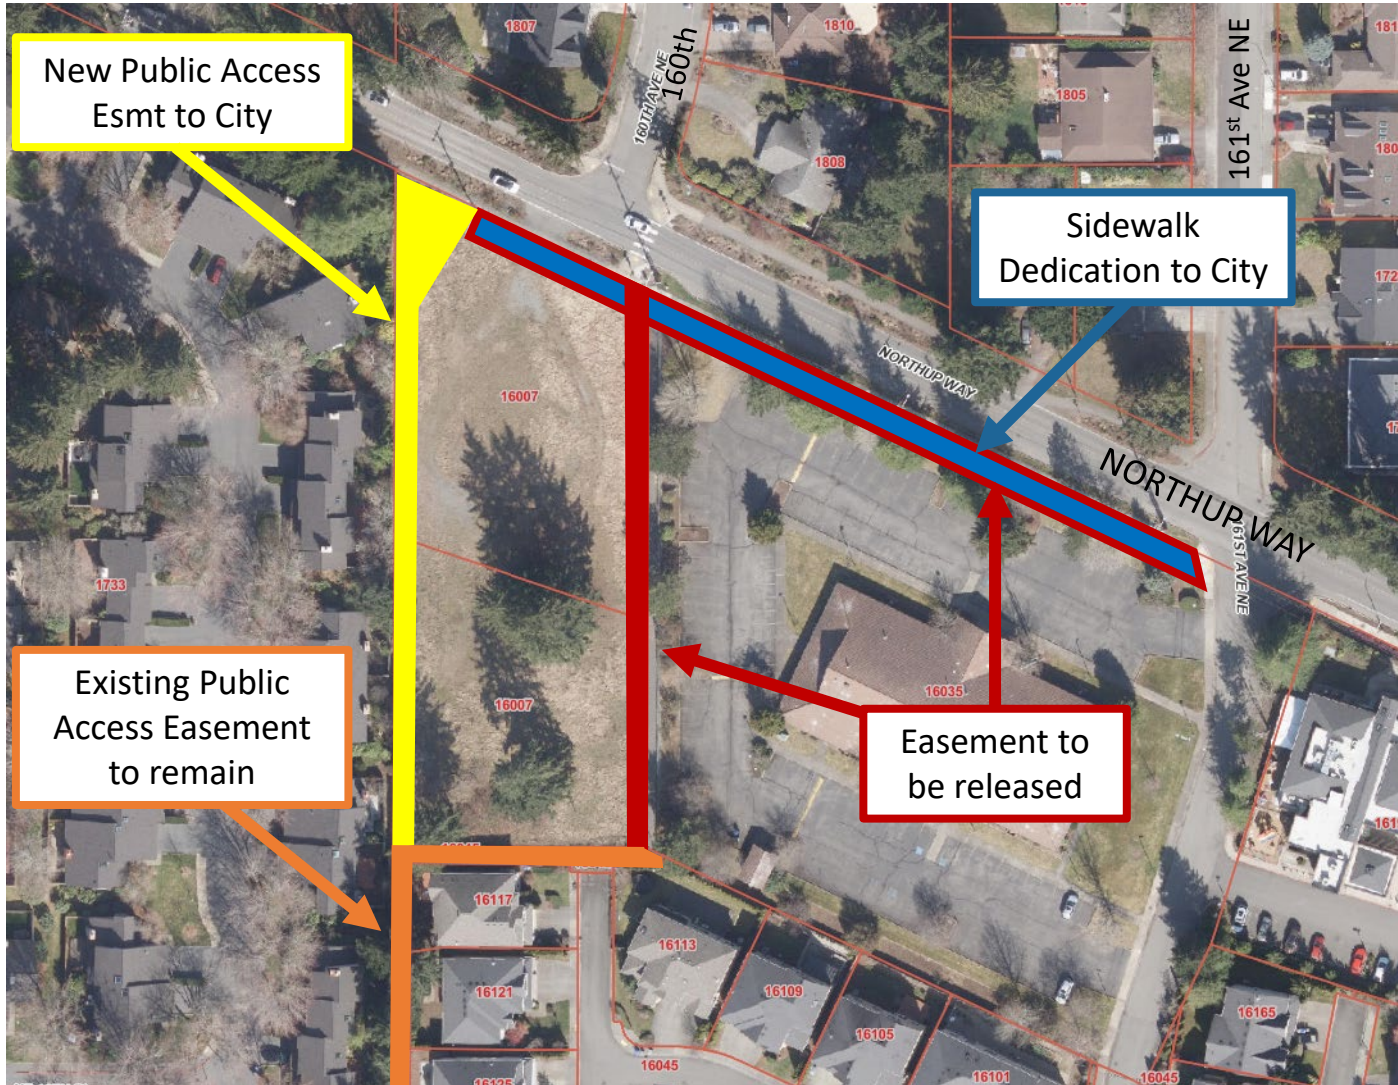 1807
1810
New Public Access
Esmt to City
160TH AVE NE
160th
1805
161st Ave NE
1808
Sidewalk
Dedication to City
NORTHUP WAY
16007
NORTHUP WAY
161ST AVE NE
1733
Existing Public
Access Easement
to remain
16007
16035
Easement to
be released
16117
16113
16121
16109
16105
16165
16045
16101
16045